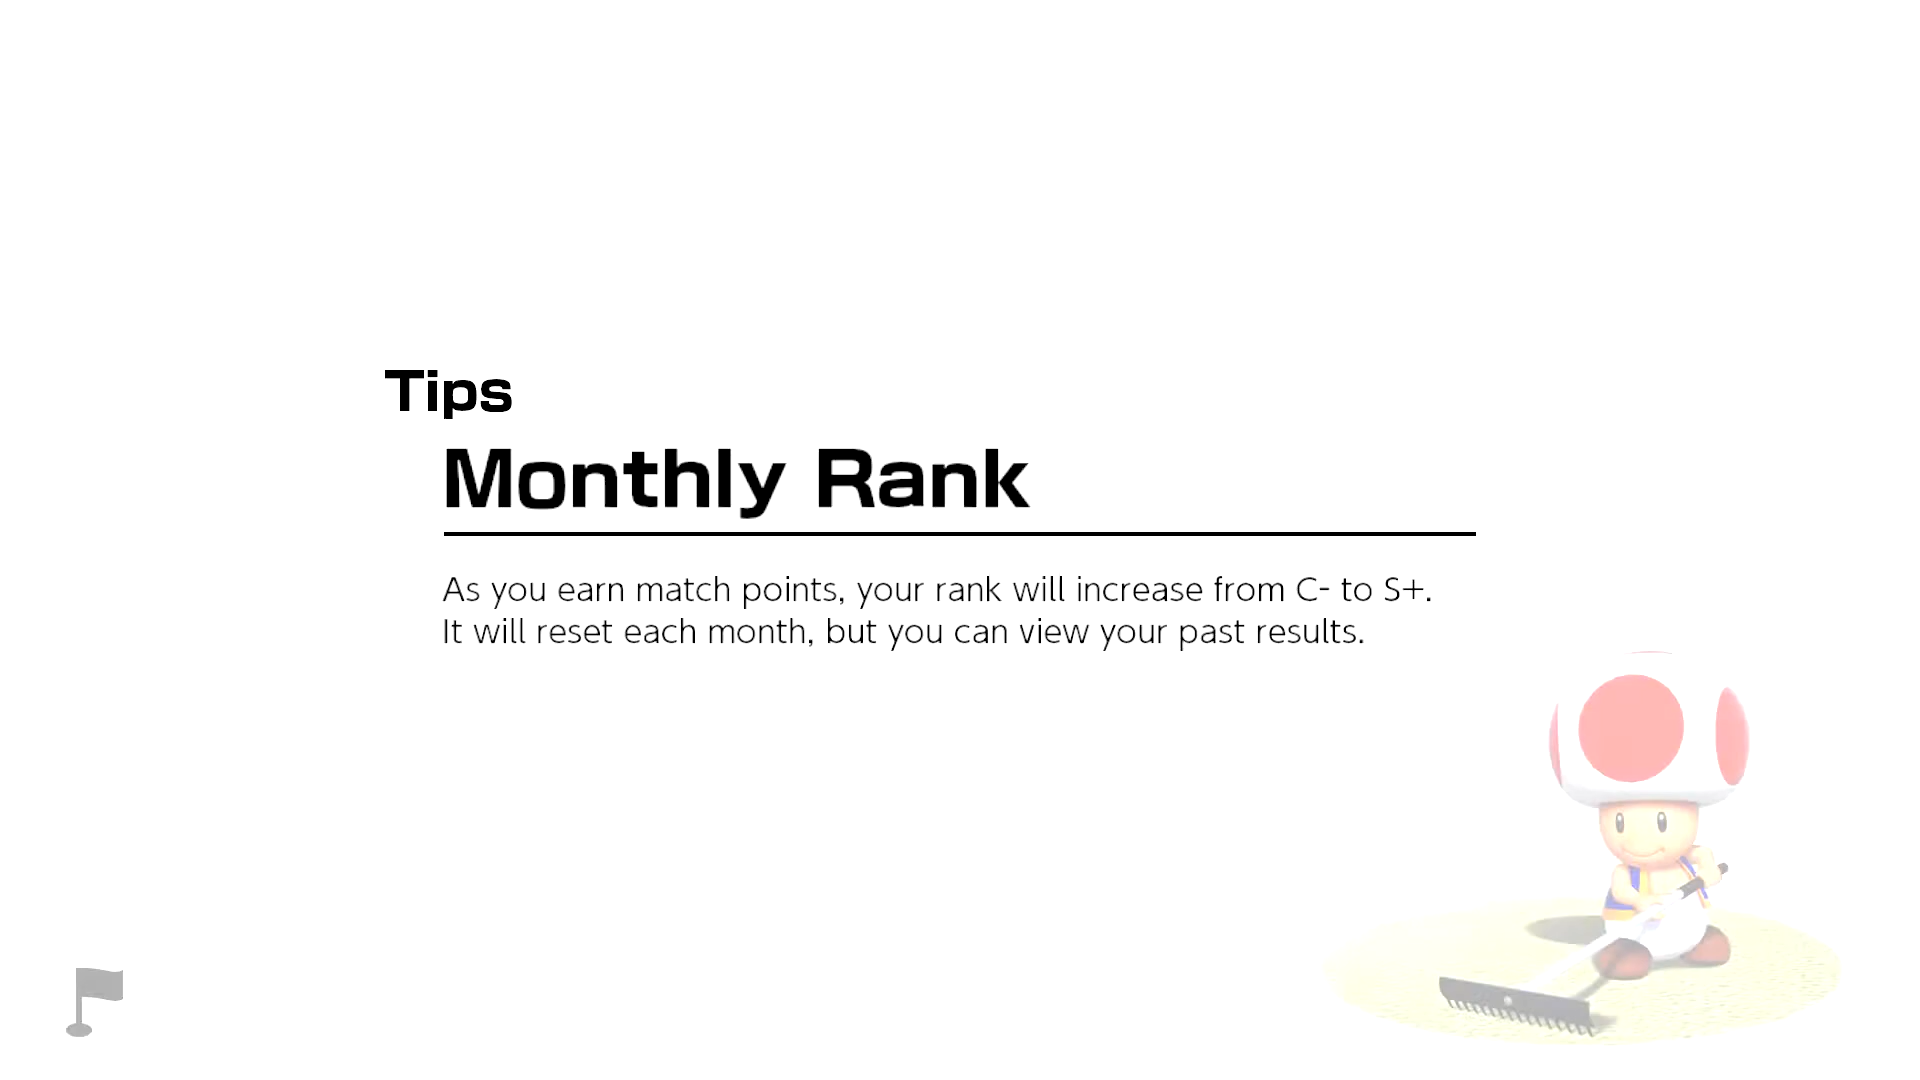 Tips
Monthly Rank
As you earn match points, your rank will increase from C- to S+.
It will reset each month, but you can view your past results.